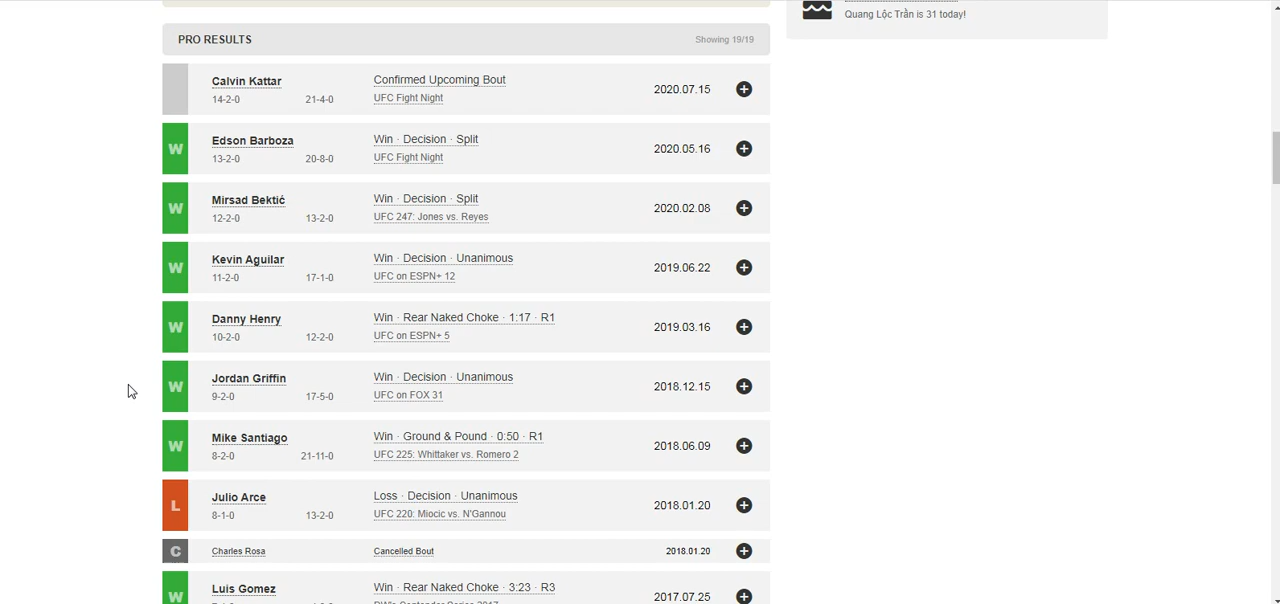 Quang Lộc Trần is 31 today!
PRO RESULTS Showing 19/19
Calvin Kattar Confirmed Upcoming Bout 2020.07.15
14-2-0 21-4-0 UFC Fight Night
W Edson Barboza Win · Decision · Split 2020.05.16
13-2-0 20-8-0 UFC Fight Night
W Mirsad Bektić Win · Decision · Split 2020.02.08
12-2-0 13-2-0 UFC 247: Jones vs. Reyes
W Kevin Aguilar Win · Decision · Unanimous 2019.06.22
11-2-0 17-1-0 UFC on ESPN+ 12
W Danny Henry Win · Rear Naked Choke · 1:17 · R1 2019.03.16
10-2-0 12-2-0 UFC on ESPN+ 5
W Jordan Griffin Win · Decision · Unanimous 2018.12.15
9-2-0 17-5-0 UFC on FOX 31
W Mike Santiago Win · Ground & Pound · 0:50 · R1 2018.06.09
8-2-0 21-11-0 UFC 225: Whittaker vs. Romero 2
L Julio Arce Loss · Decision · Unanimous 2018.01.20
8-1-0 13-2-0 UFC 220: Miocic vs. N'Gannou
C Charles Rosa Cancelled Bout 2018.01.20
W Luis Gomez Win · Rear Naked Choke · 3:23 · R3 2017.07.25